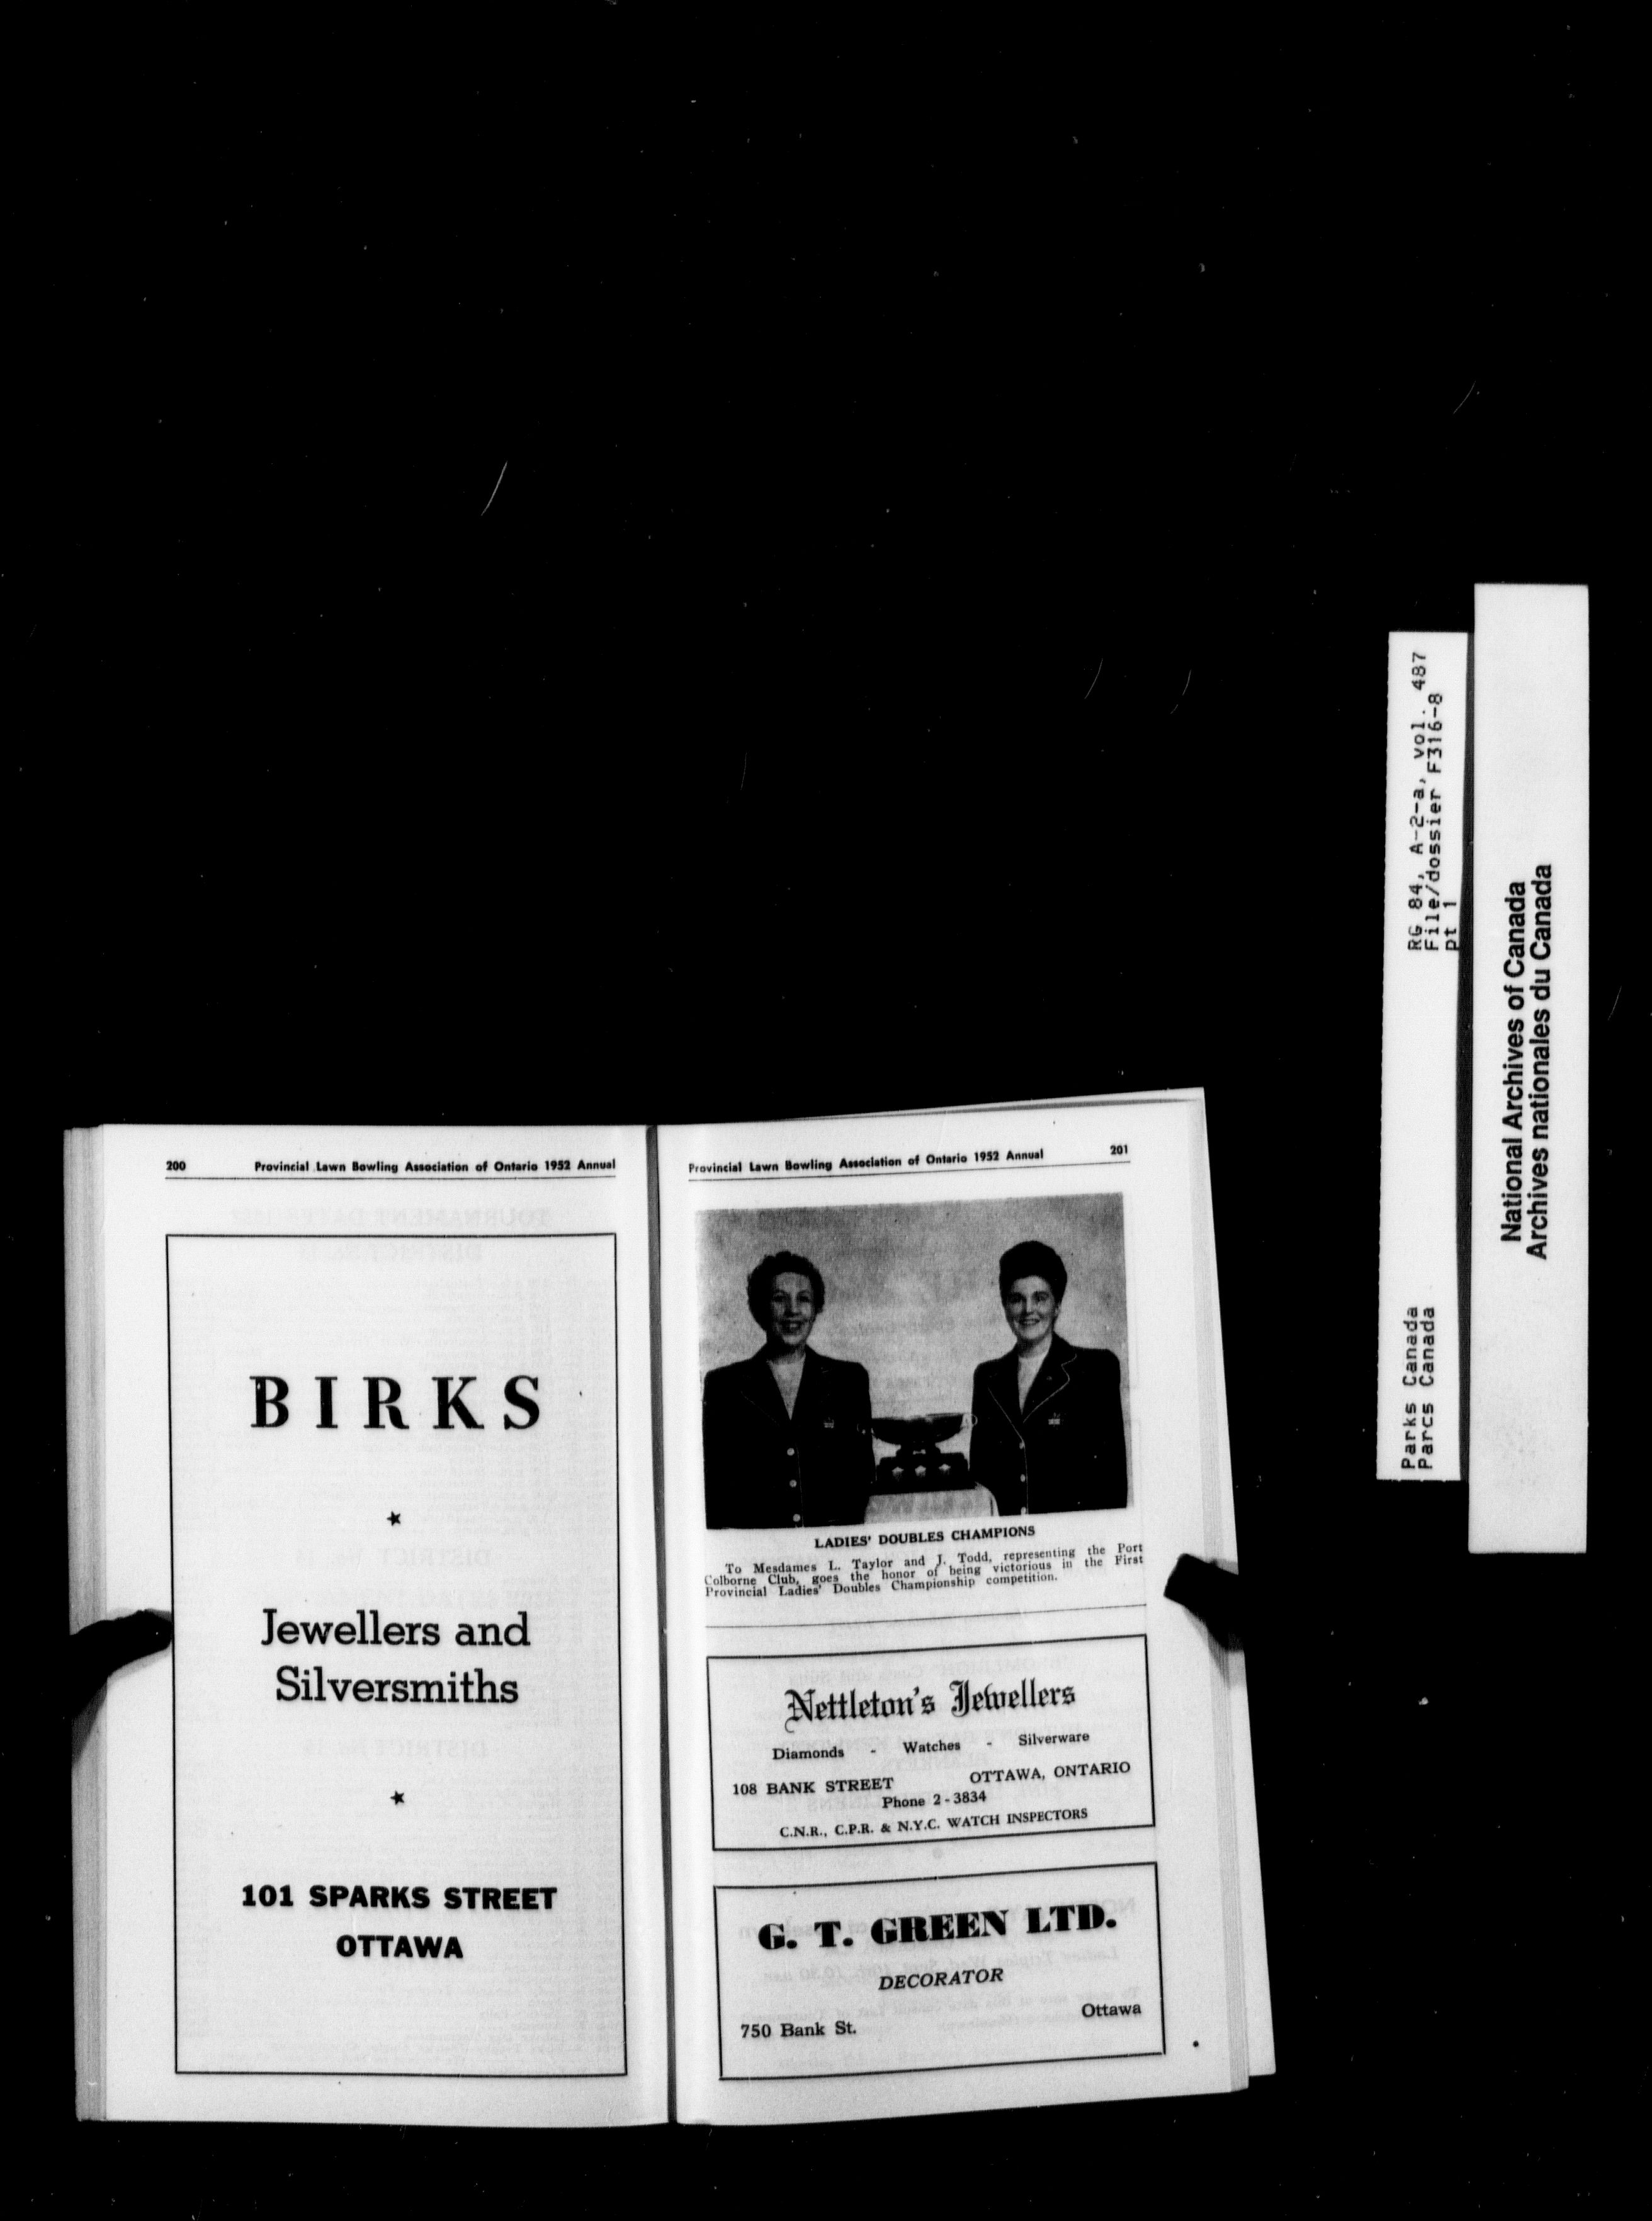 200 Provincial Lawn Bowling Association of Ontario 1952 Annual
BIRKS
Jewellers and
Silversmiths
101 SPARKS STREET
OTTAWA
Provincial Lawn Bowling Association of Ontario 1952 Annual 201
LADIES' DOUBLES CHAMPIONS
To Mesdames L. Taylor and J. Todd, representing the Port
Colborne Club, goes the honor of being victorious in the First
Provincial Ladies' Doubles Championship competition.
Nettleton's Jewellers
Diamonds - Watches - Silverware
108 BANK STREET OTTAWA, ONTARIO
Phone 2-3834
C.N.R., C.P.R. & N.Y.C. WATCH INSPECTORS
G. T. GREEN LTD.
DECORATOR
750 Bank St. Ottawa
RG 84, A-2-a, vol. 487
File/dossier F316-8
pt 1
Parks Canada
Parcs Canada
National Archives of Canada
Archives nationales du Canada